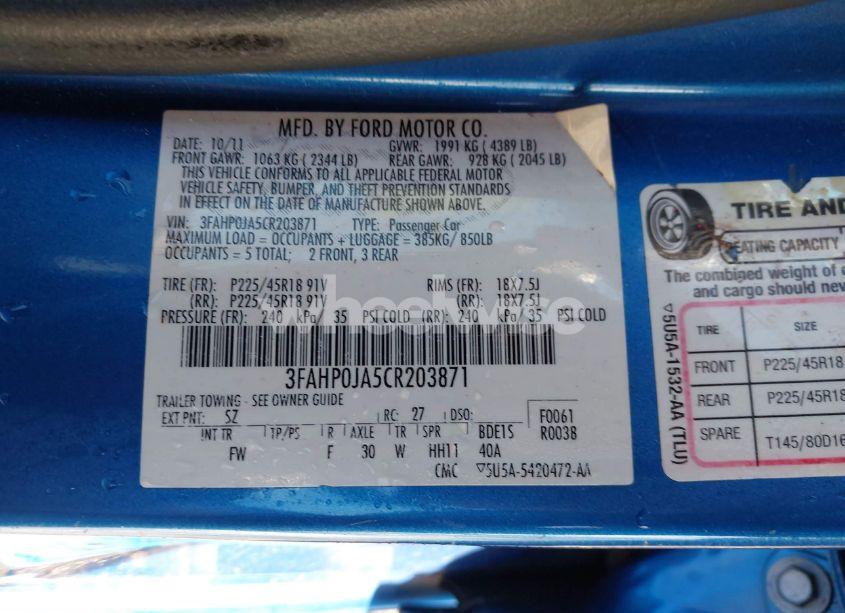 MFD. BY FORD MOTOR CO.
DATE: 10/11 GVWR: 1991 KG ( 4389 LB)
FRONT GAWR: 1063 KG ( 2344 LB) REAR GAWR: 928 KG ( 2045 LB)
THIS VEHICLE CONFORMS TO ALL APPLICABLE FEDERAL MOTOR
VEHICLE SAFETY, BUMPER, AND THEFT PREVENTION STANDARDS
IN EFFECT ON THE DATE OF MANUFACTURE SHOWN ABOVE.
VIN: 3FAHP0JA5CR203871 TYPE: Passenger Car
MAXIMUM LOAD = OCCUPANTS + LUGGAGE = 385KG/ 850LB
OCCUPANTS = 5 TOTAL; 2 FRONT, 3 REAR
TIRE (FR): P225/45R18 91V RIMS (FR): 18X7.5J
(RR): P225/45R18 91V (RR): 18X7.5J
PRESSURE (FR): 240 kPa/ 35 PSI COLD (RR): 240 kPa/ 35 PSI COLD
wheelwise
3FAHP0JA5CR203871
TRAILER TOWING - SEE OWNER GUIDE
EXT PNT: SZ RC: 27 DSO: F0061
INT TR TP/PS R AXLE TR SPR BDE1S R0038
FW F 30 W HH11 40A
CMC ▽5U5A-5420472-AA
TIRE AND
SEATING CAPACITY
The combined weight of
and cargo should nev
TIRE SIZE
FRONT P225/45R18
REAR P225/45R18
SPARE T145/80D16
▽5U5A-1532-AA (TLU)